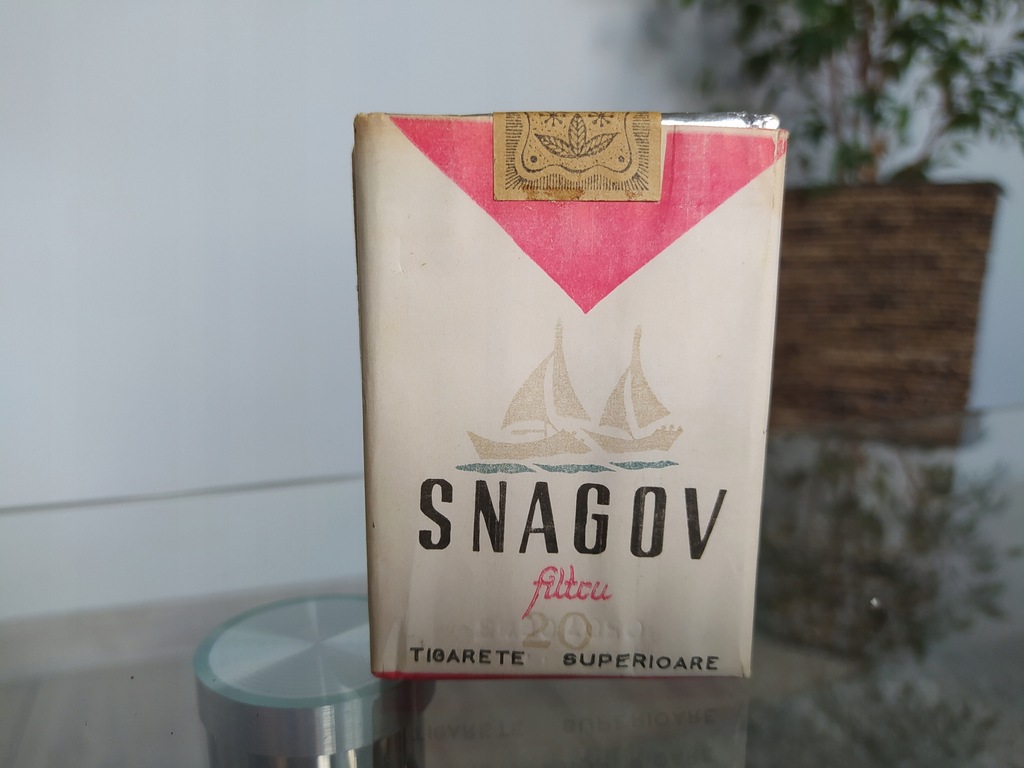 SNAGOV
filtru
20
TIGARETE SUPERIOARE